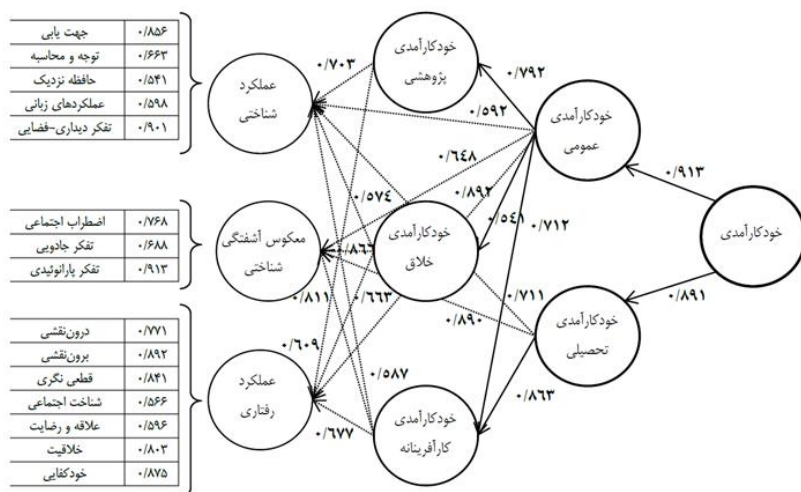 خودکارآمدی
۰/۹۱۳
۰/۸۹۱
خودکارآمدی
عمومی
خودکارآمدی
تحصیلی
۰/۷۹۲
۰/۵۹۲
۰/۶۴۸
۰/۸۹۲
۰/۵۴۱
۰/۷۱۲
۰/۷۱۱
۰/۸۹۰
۰/۸۶۳
خودکارآمدی
پژوهشی
خودکارآمدی
خلاق
خودکارآمدی
کارآفرینانه
۰/۷۰۳
۰/۵۷۴
۰/۸۱۱
۰/۶۶۳
۰/۶۰۹
۰/۵۸۷
۰/۶۷۷
عملکرد
شناختی
معکوس آشفتگی
شناختی
عملکرد
رفتاری
جهت یابی ۰/۸۵۶
توجه و محاسبه ۰/۶۶۳
حافظه نزدیک ۰/۵۴۱
عملکردهای زبانی ۰/۵۹۸
تفکر دیداری-فضایی ۰/۹۰۱
اضطراب اجتماعی ۰/۷۶۸
تفکر جادویی ۰/۶۸۸
تفکر پارانوئیدی ۰/۹۱۳
درون‌نقشی ۰/۷۷۱
برون‌نقشی ۰/۸۹۲
قطعی نگری ۰/۸۴۱
شناخت اجتماعی ۰/۵۶۶
علاقه و رضایت ۰/۵۹۶
خلاقیت ۰/۸۰۳
خودکفایی ۰/۸۷۵